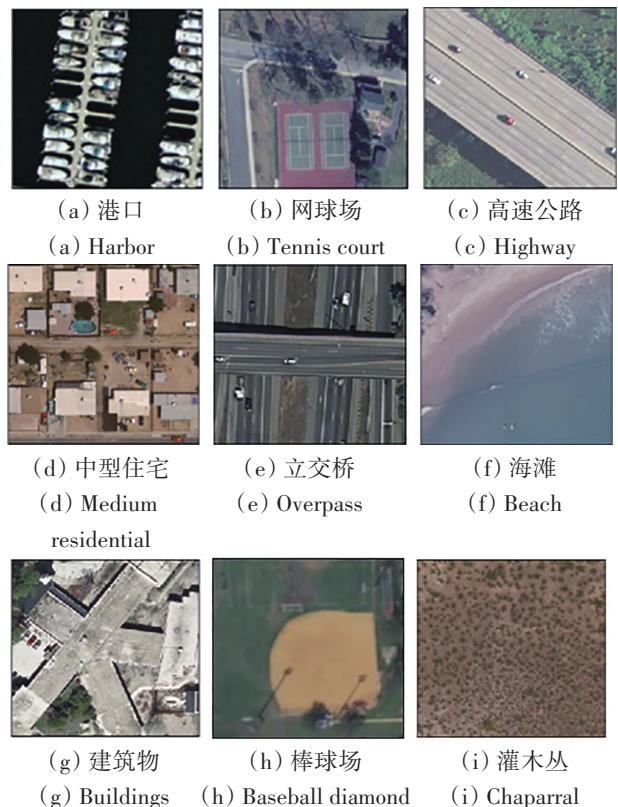 (a) 港口 (b) 网球场 (c) 高速公路
(a) Harbor (b) Tennis court (c) Highway
(d) 中型住宅 (e) 立交桥 (f) 海滩
(d) Medium (e) Overpass (f) Beach
residential
(g) 建筑物 (h) 棒球场 (i) 灌木丛
(g) Buildings (h) Baseball diamond (i) Chaparral